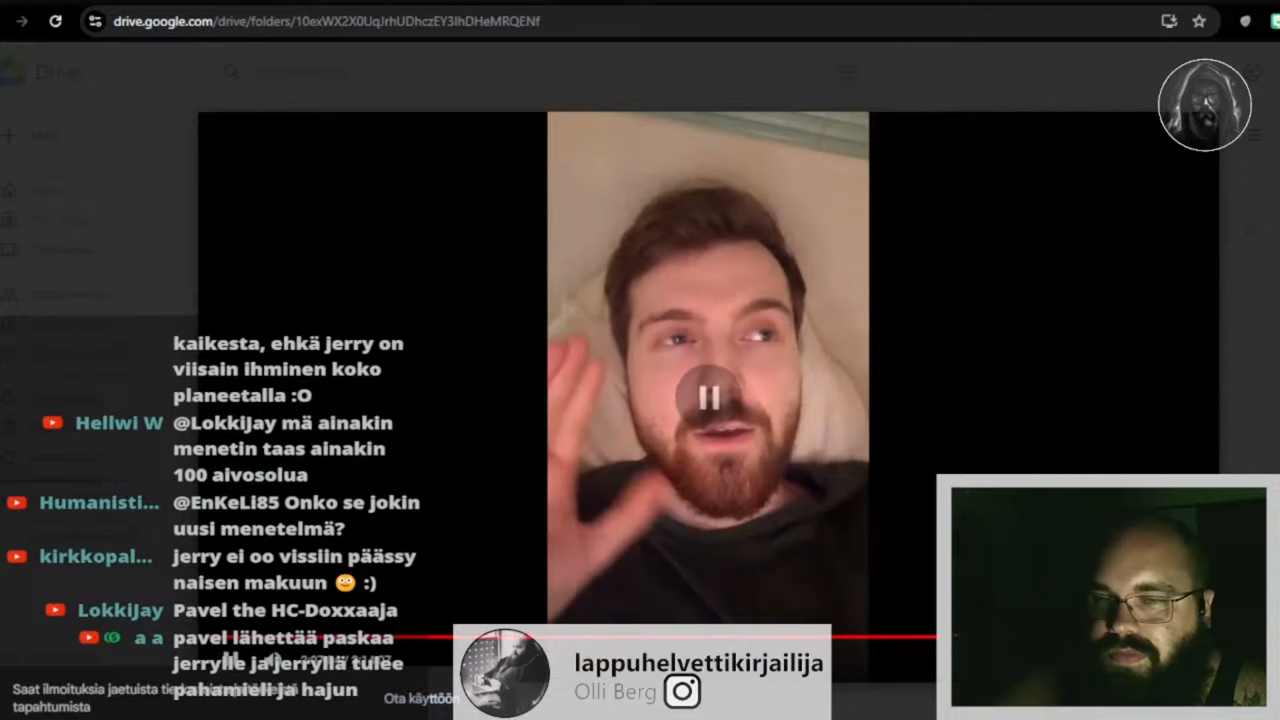 drive.google.com/drive/folders/10exWX2X0UqJrhUDhczEY3IhDHeMRQENf
Drive
kaikesta, ehkä jerry on
viisain ihminen koko
planeetalla :O
Hellwi W @LokkiJay mä ainakin
menetin taas ainakin
100 aivosolua
Humanisti... @EnKeLi85 Onko se jokin
uusi menetelmä?
kirkkopal... jerry ei oo vissiin päässy
naisen makuun 🙂 :)
LokkiJay Pavel the HC-Doxxaaja
a a pavel lähettää paskaa
jerrylle ja jerryllä tulee
paha mieli ja hajun
Saat ilmoituksia jaetuista
tapahtumista
Ota käyttöön
lappuhelvettikirjailija
Olli Berg